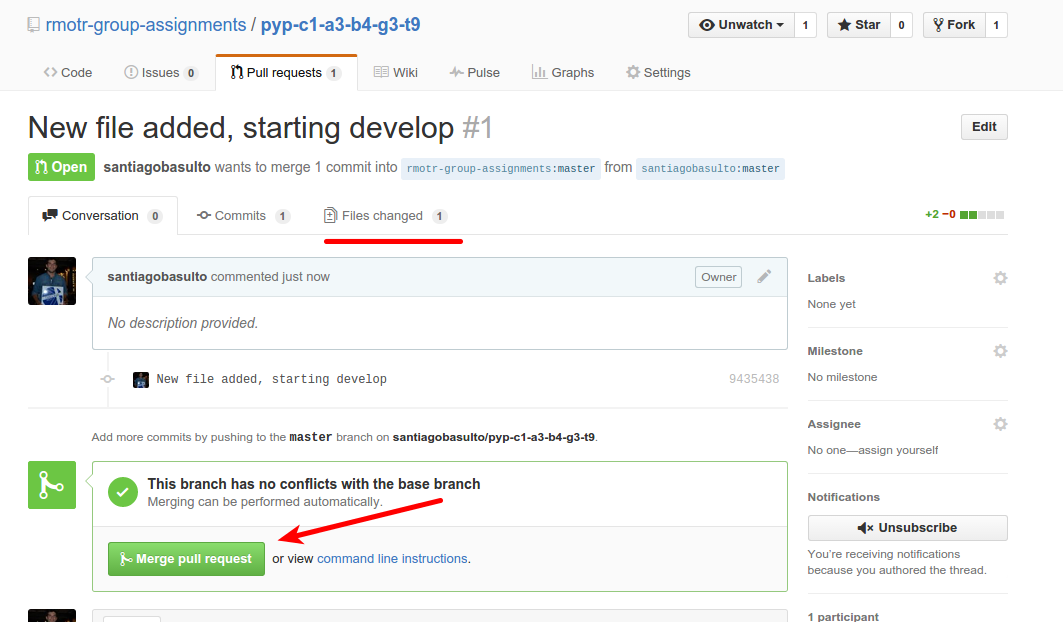 rmotr-group-assignments / pyp-c1-a3-b4-g3-t9
Unwatch 1 Star 0 Fork 1
Code Issues 0 Pull requests 1 Wiki Pulse Graphs Settings
New file added, starting develop #1
Edit
Open santiagobasulto wants to merge 1 commit into rmotr-group-assignments:master from santiagobasulto:master
Conversation 0 Commits 1 Files changed 1 +2 −0
santiagobasulto commented just now Owner
No description provided.
New file added, starting develop 9435438
Add more commits by pushing to the master branch on santiagobasulto/pyp-c1-a3-b4-g3-t9.
This branch has no conflicts with the base branch
Merging can be performed automatically.
Merge pull request or view command line instructions.
Labels
None yet
Milestone
No milestone
Assignee
No one—assign yourself
Notifications
Unsubscribe
You’re receiving notifications
because you authored the thread.
1 participant